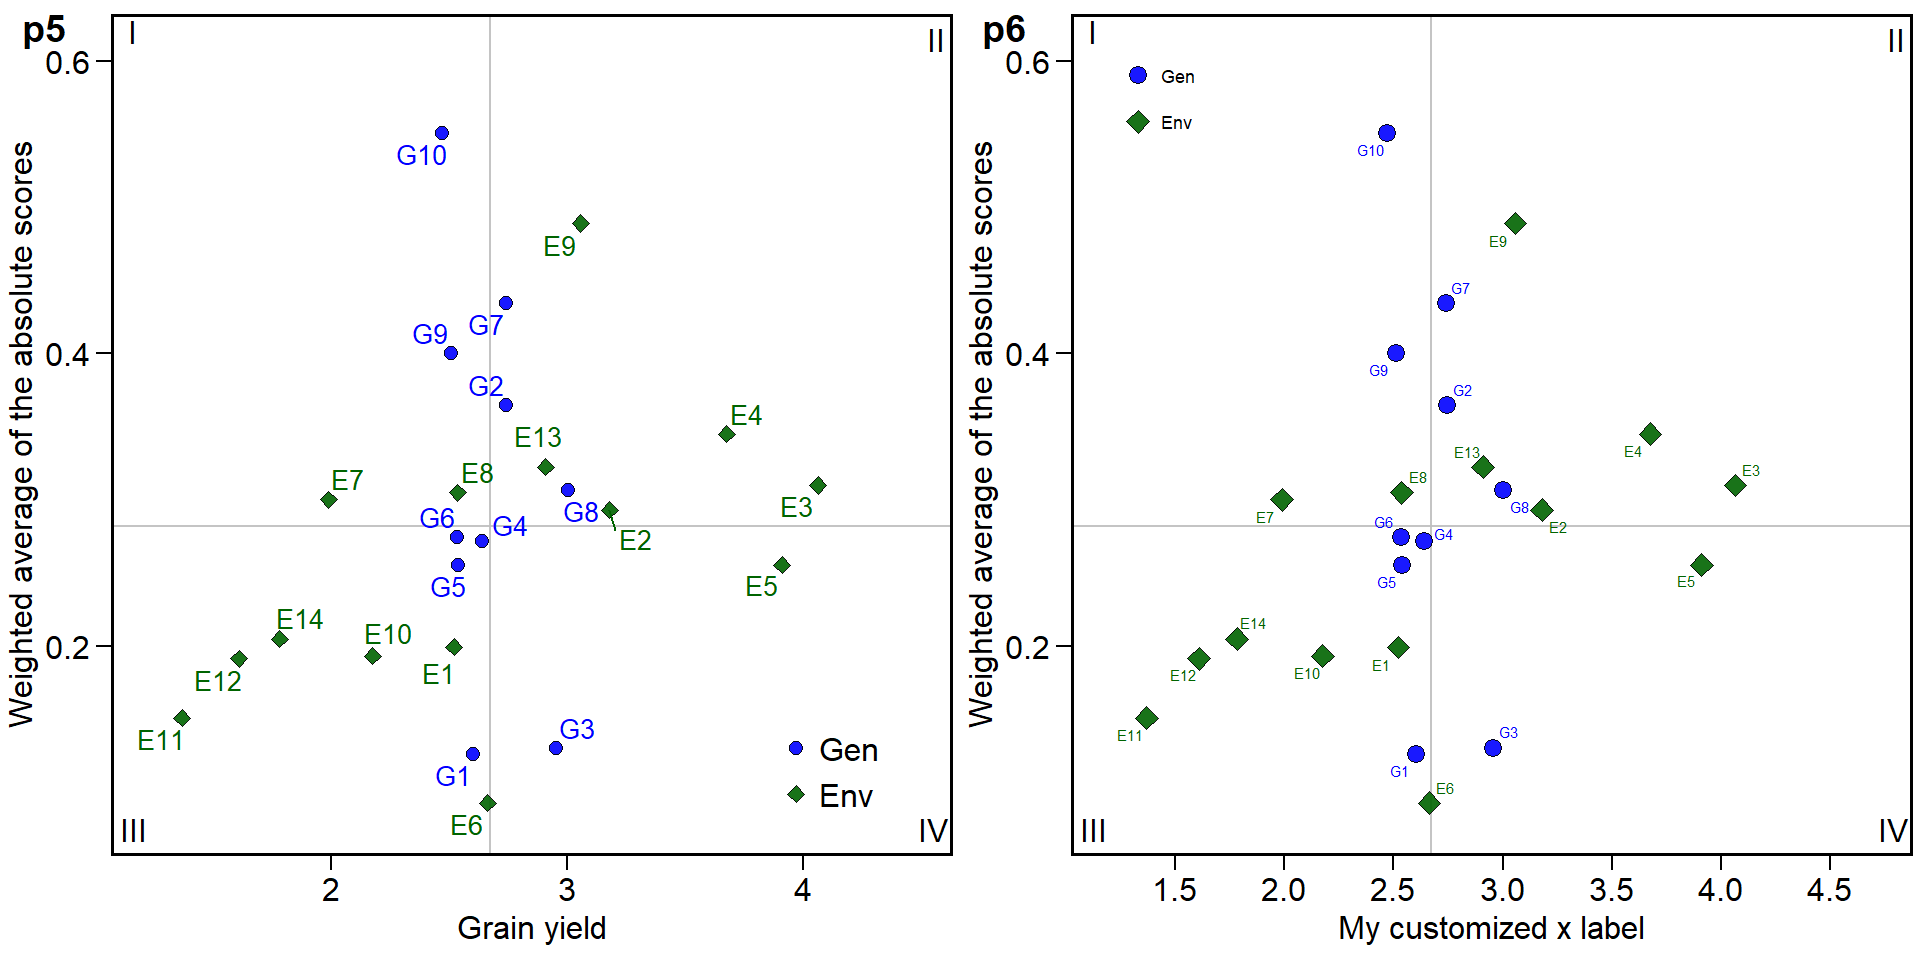 p5
I
II
0.6
G10
E9
G7
G9
0.4
G2
E4
E13
E8
E7
E3
G8
G6
G4
E2
G5
E5
E14
E10
0.2
E1
E12
E11
G3
Gen
G1
Env
E6
III
IV
2
3
4
Grain yield
Weighted average of the absolute scores
p6
I
II
0.6
Gen
Env
G10
E9
G7
0.4
G9
G2
E4
E13
E3
E8
G8
E7
G6
E2
G4
G5
E5
E14
0.2
E1
E10
E12
G3
E11
G1
E6
III
IV
1.5
2.0
2.5
3.0
3.5
4.0
4.5
My customized x label
Weighted average of the absolute scores